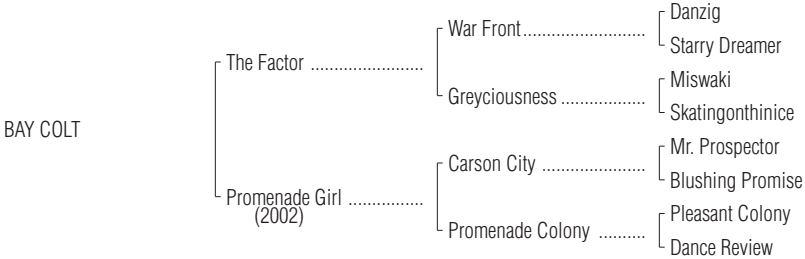 Danzig
War Front.........................
Starry Dreamer
The Factor .......................
Miswaki
Greyciousness .................
Skatingonthinice
BAY COLT
Mr. Prospector
Carson City .....................
Blushing Promise
Promenade Girl ................
(2002)
Pleasant Colony
Promenade Colony ..........
Dance Review